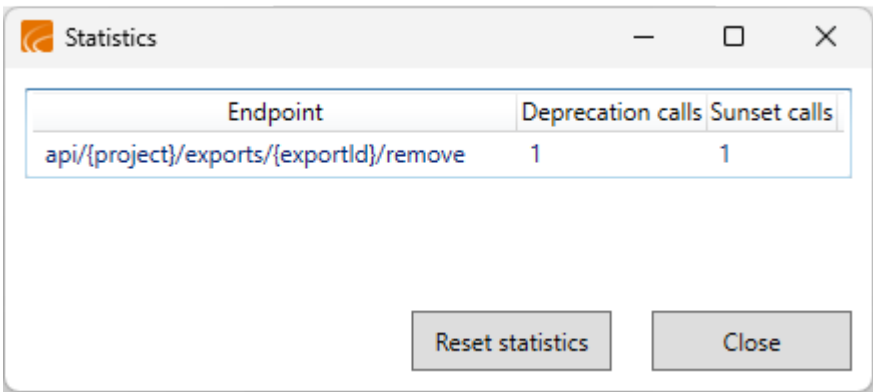 Statistics
Endpoint Deprecation calls Sunset calls
api/{project}/exports/{exportId}/remove 1 1
Reset statistics Close